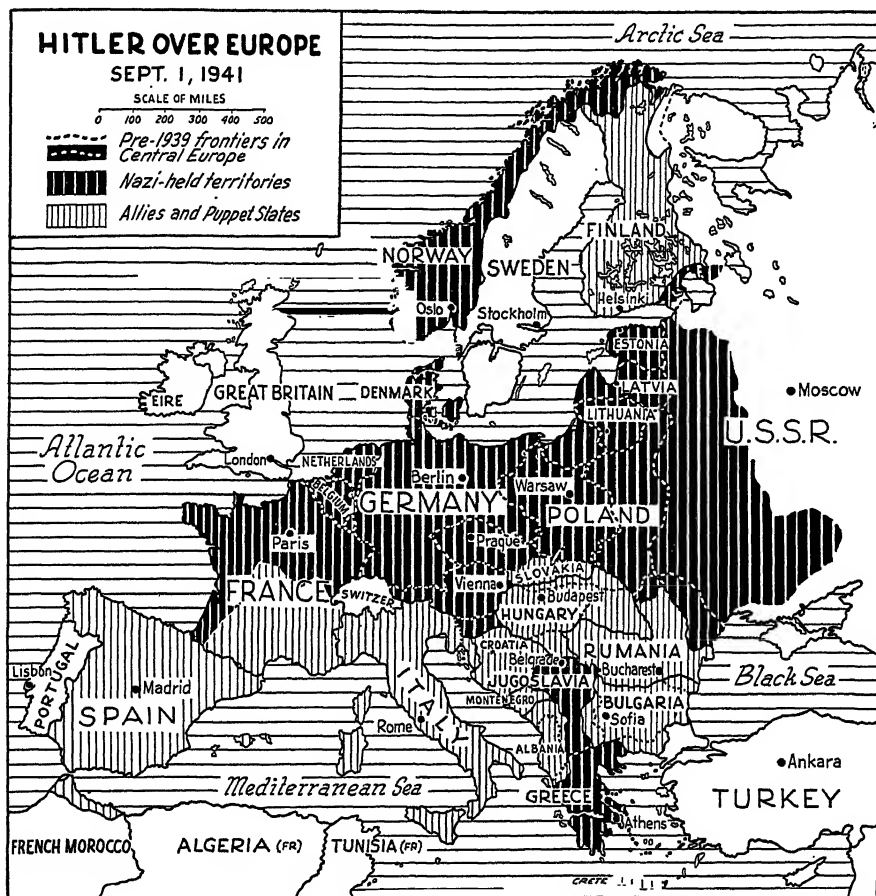 HITLER OVER EUROPE
SEPT. 1, 1941
SCALE OF MILES
0 100 200 300 400 500
Pre-1939 frontiers in
Central Europe
Nazi-held territories
Allies and Puppet States
Arctic Sea
NORWAY
SWEDEN
FINLAND
Helsinki
Oslo
Stockholm
ESTONIA
LATVIA
LITHUANIA
Moscow
U.S.S.R.
EIRE
GREAT BRITAIN
DENMARK
Atlantic
Ocean
London
NETHERLANDS
BELGIUM
Berlin
GERMANY
Warsaw
POLAND
Paris
Prague
FRANCE
SWITZER.
Vienna
SLOVAKIA
Budapest
HUNGARY
CROATIA
Belgrade
JUGOSLAVIA
RUMANIA
Bucharest
Black Sea
MONTENEGRO
BULGARIA
Sofia
Lisbon
PORTUGAL
Madrid
SPAIN
ITALY
Rome
ALBANIA
Mediterranean Sea
GREECE
Athens
Ankara
TURKEY
FRENCH MOROCCO
ALGERIA (FR)
TUNISIA (FR)
CRETE